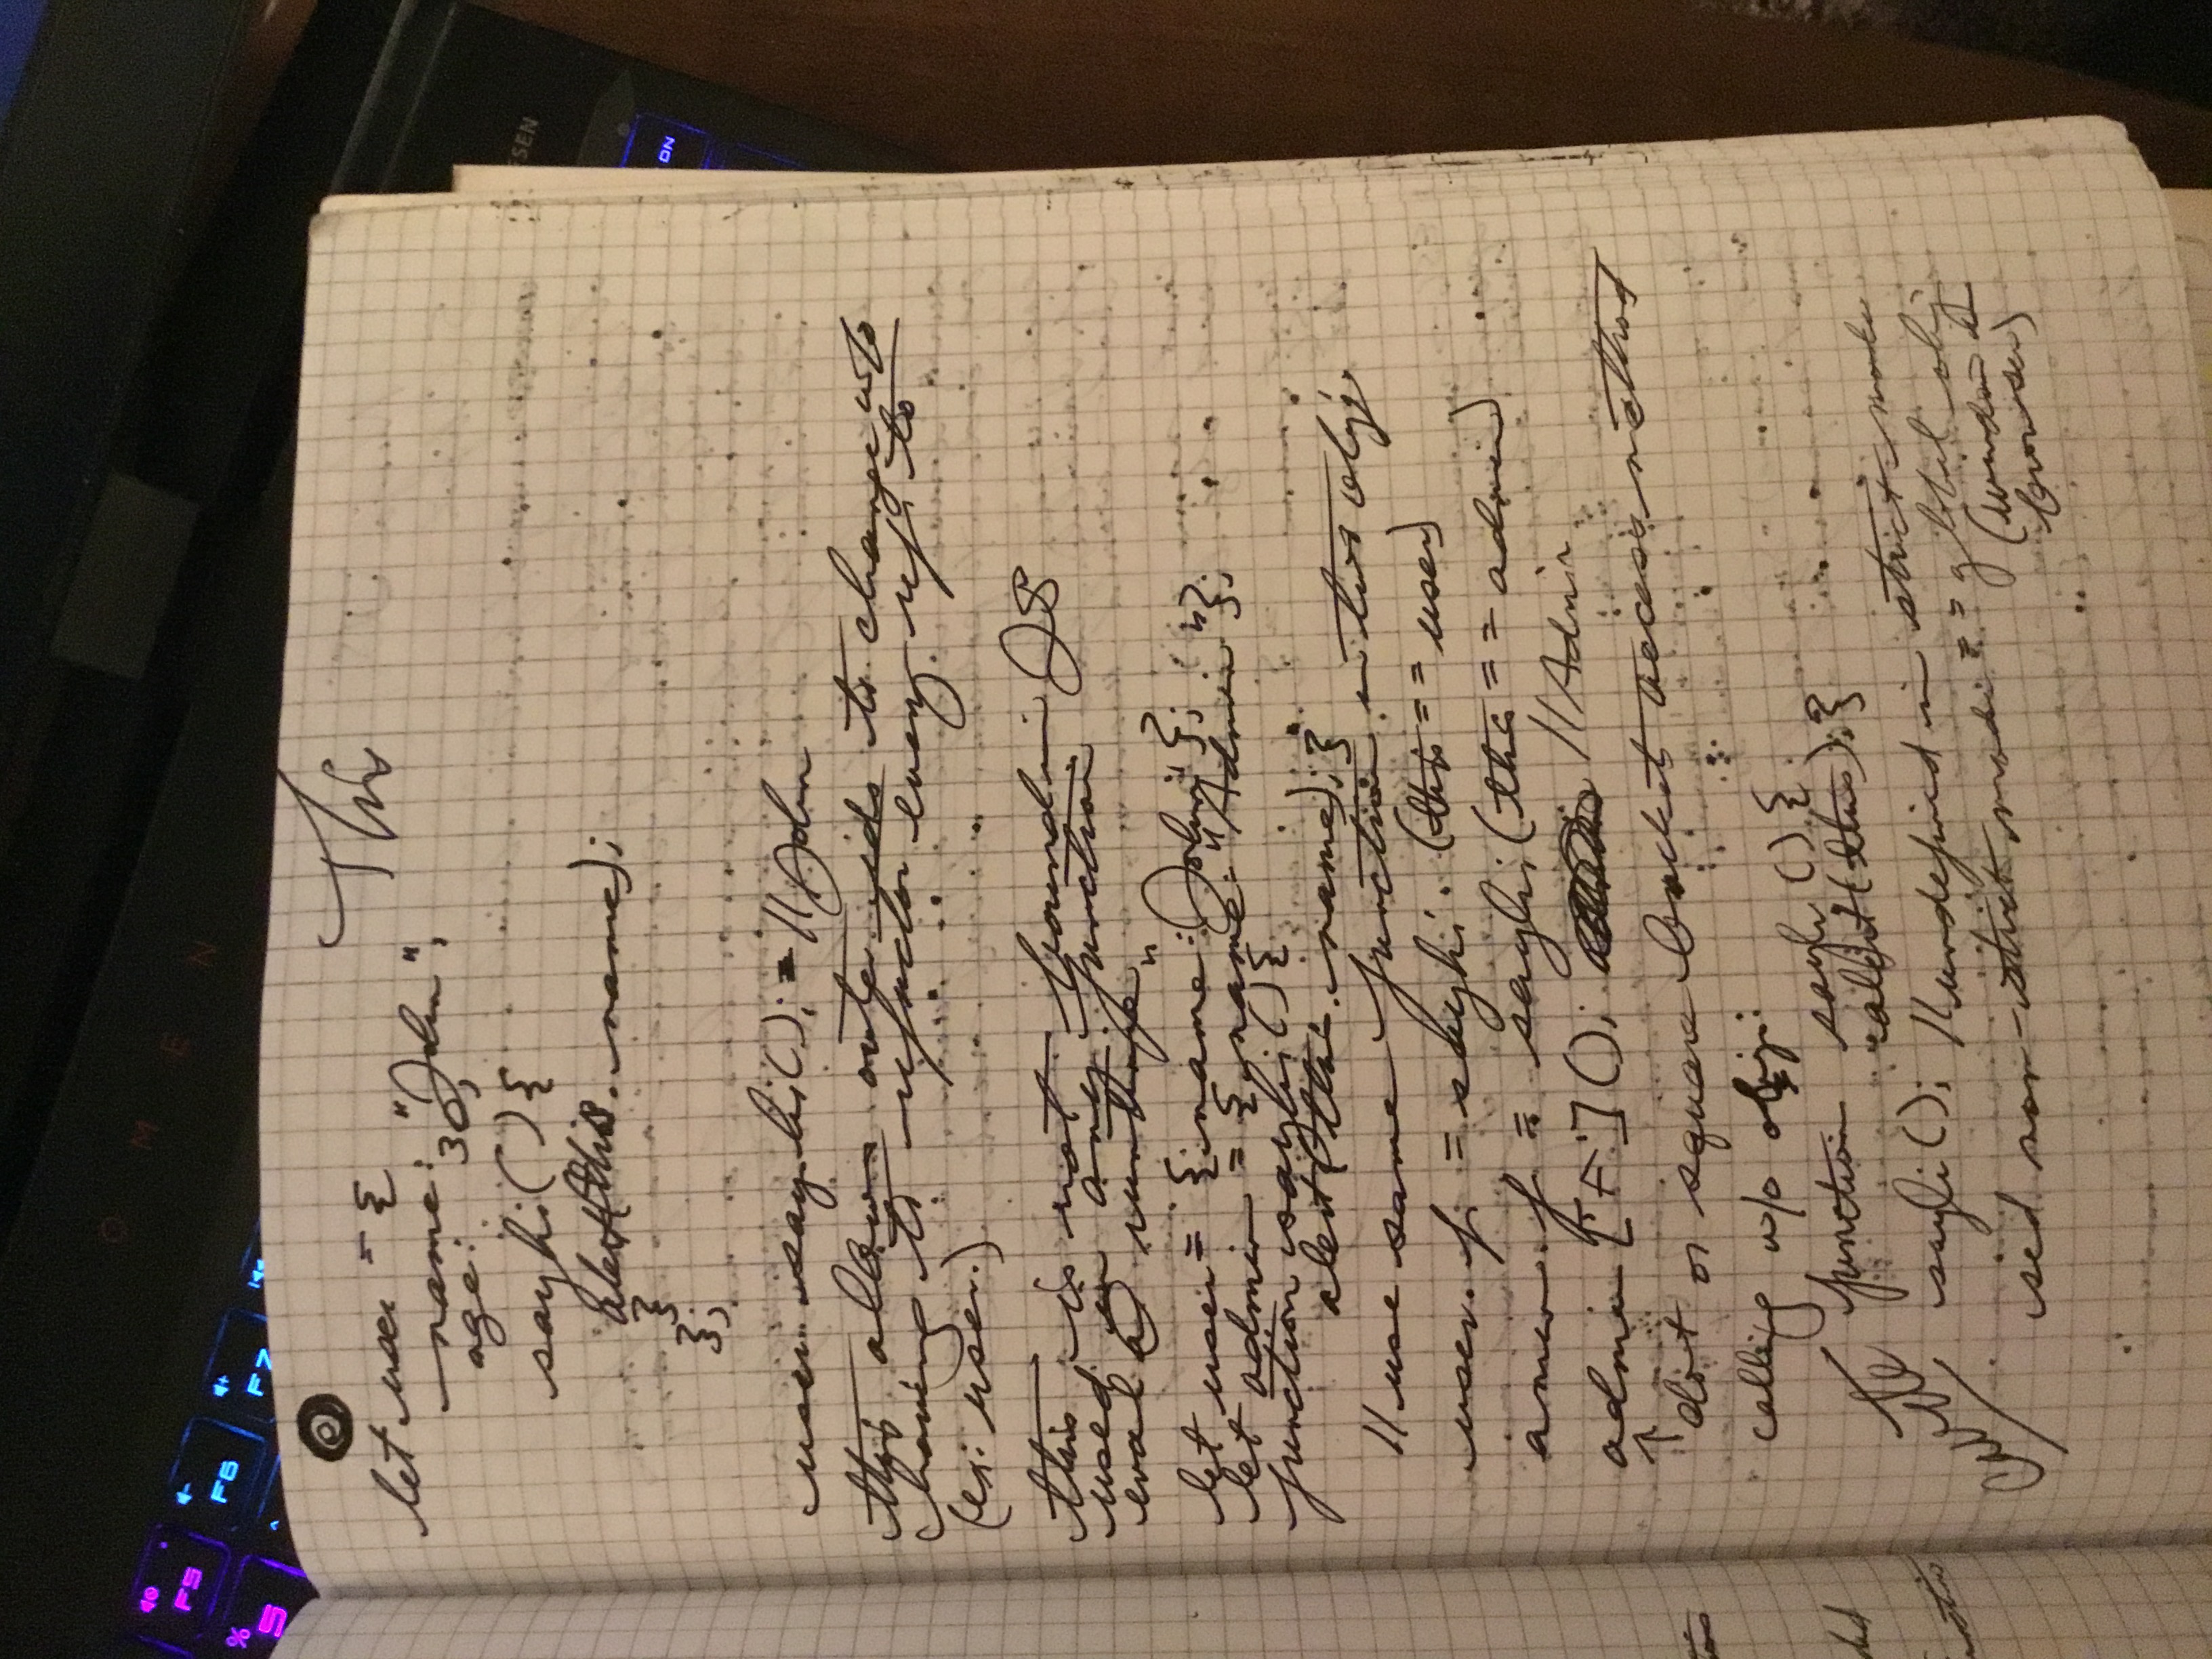 OMEN
F5
F6
F7
%
5
This
let user = {
name: "John",
age: 30,
sayhi() {
alert(this.name);
}
};
user.sayhi(); = // John
this allows outer ids to change w/o
having to refactor every ref to
(ex: user.)
this is not bound in JS
used in any function
eval @ runtime
let user = {name: "John"};
let admin = {name: "Admin"};
function sayhi() {
alert(this.name); }
// use same function in two obj.
user.f = sayhi. (this == user)
amin.f = sayhi (this == admin)
admin ['F'](); // Admin
↑
dot or square brackets access method
calling w/o obj:
function sayhi () {
alert(this); }
sayhi(); // undefined in strict mode
non-strict mode == global obj
(window @
browser)
SEN
ON